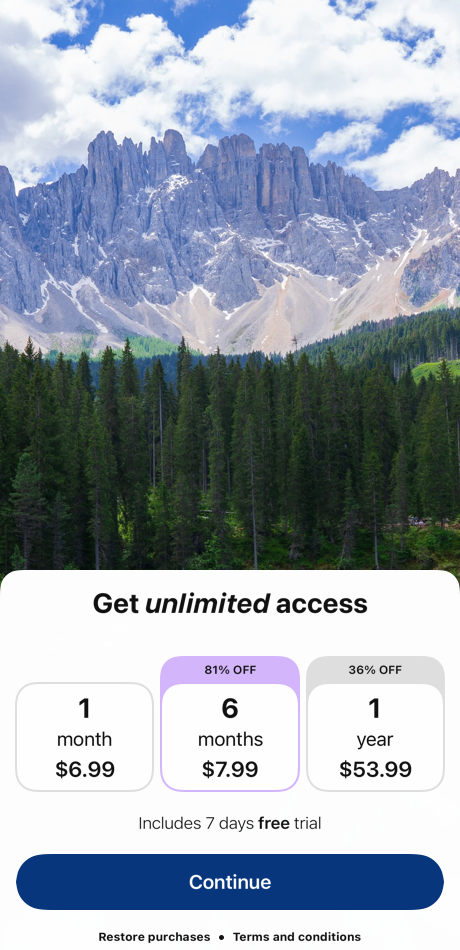 Get unlimited access
81% OFF
36% OFF
1
month
$6.99
6
months
$7.99
1
year
$53.99
Includes 7 days free trial
Continue
Restore purchases • Terms and conditions